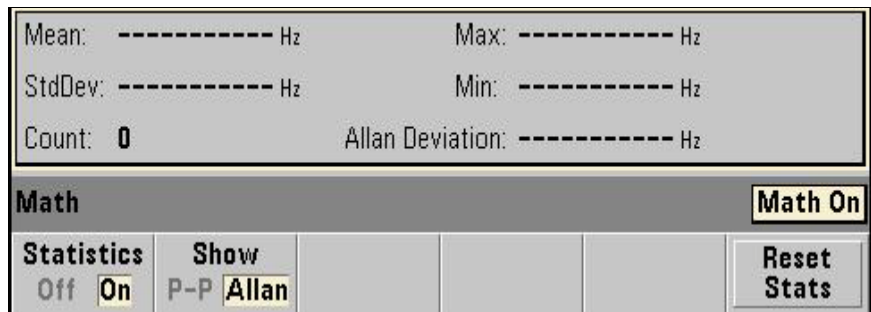 Mean: ----------- Hz Max: ----------- Hz
StdDev: ----------- Hz Min: ----------- Hz
Count: 0 Allan Deviation: ----------- Hz
Math Math On
Statistics Show Reset
Off On P-P Allan Stats